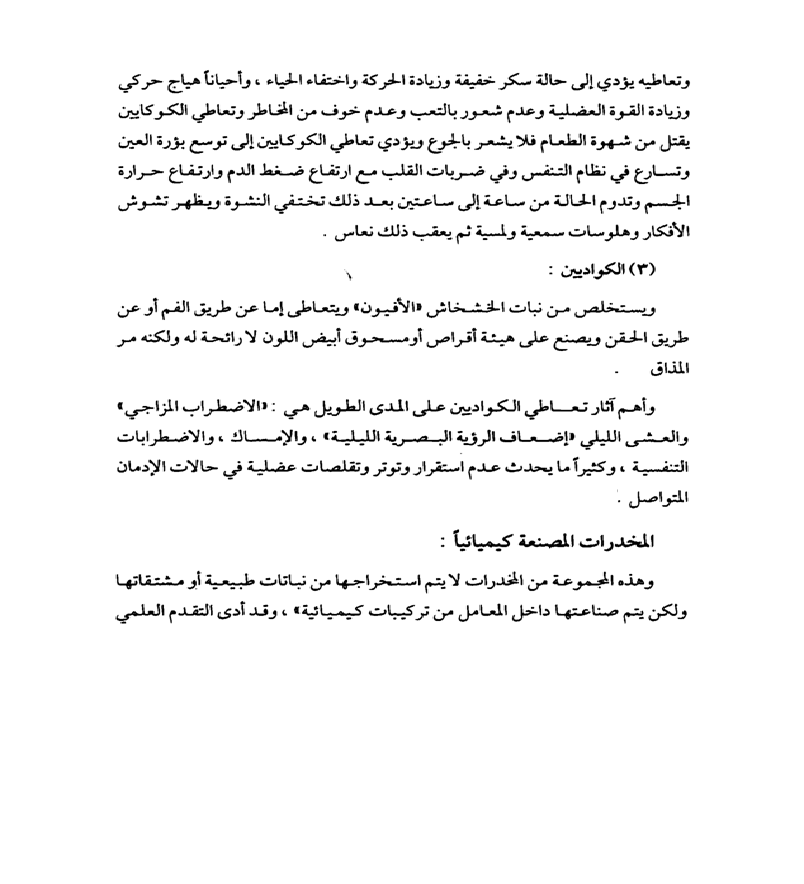 وتعاطيه يؤدي إلى حالة سكر خفيفة وزيادة الحركة واختفاء الحياء ، وأحياناً هياج حركي
وزيادة القوة العضلية وعدم شعور بالتعب وعدم خوف من المخاطر وتعاطي الكوكايين
يقتل من شهوة الطعام فلا يشعر بالجوع ويؤدي تعاطي الكوكايين إلى توسع بؤرة العين
وتسارع في نظام التنفس وفي ضربات القلب مع ارتفاع ضغط الدم وارتفاع حرارة
الجسم وتدوم الحالة من ساعة إلى ساعتين بعد ذلك تختفي النشوة ويظهر تشوش
الأفكار وهلوسات سمعية ولمسية ثم يعقب ذلك نعاس .
(٣) الكوادیين :
ويستخلص من نبات الخشخاش «الأفيون» ويتعاطى إما عن طريق الفم أو عن
طريق الحقن ويصنع على هيئة أقراص أومسحوق أبيض اللون لا رائحة له ولكنه مر
المذاق .
وأهم آثار تعاطي الكواديين على المدى الطويل هي : «الاضطراب المزاجي»
والعشى الليلي «إضعاف الرؤية البصرية الليلية» ، والإمساك ، والاضطرابات
التنفسية ، وكثيراً ما يحدث عدم استقرار وتوتر وتقلصات عضلية في حالات الإدمان
المتواصل .
المخدرات المصنعة كيميائياً :
وهذه المجموعة من المخدرات لا يتم استخراجها من نباتات طبيعية أو مشتقاتها
ولكن يتم صناعتها داخل المعامل من تركيبات كيميائية» ، وقد أدى التقدم العلمي